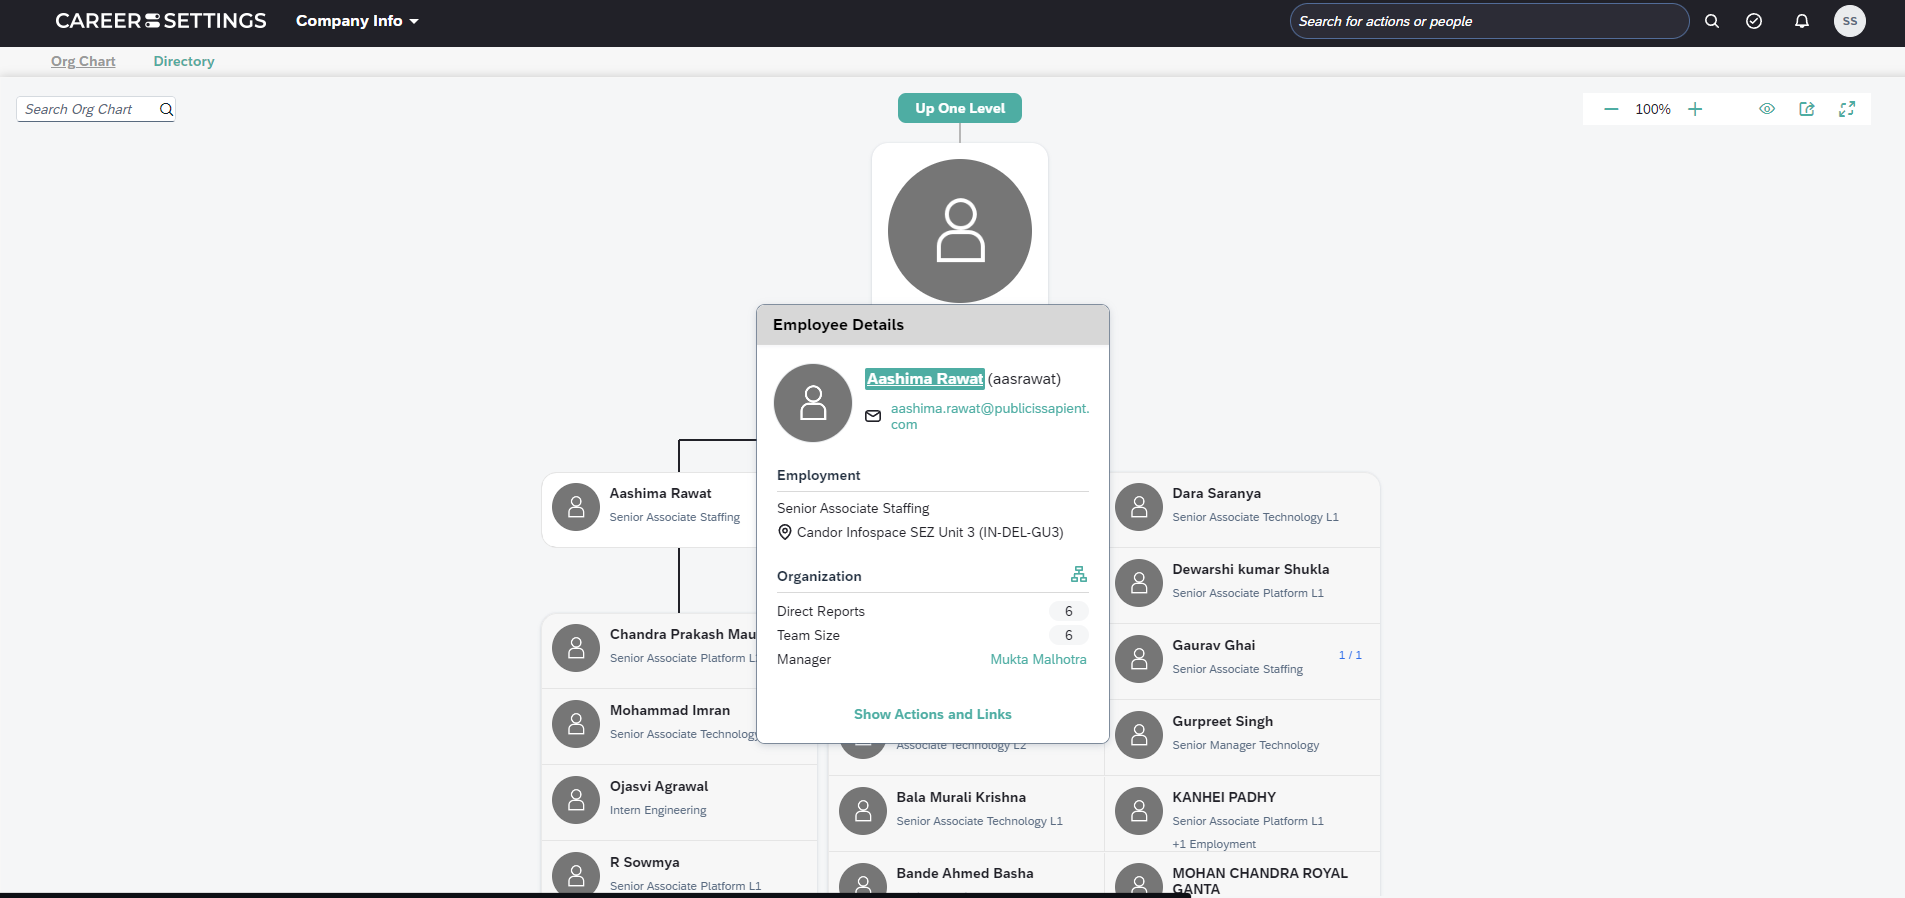 CAREER SETTINGS
Company Info
Search for actions or people
SS
Org Chart
Directory
Search Org Chart
Up One Level
100%
Employee Details
Aashima Rawat (aasrawat)
aashima.rawat@publicissapient.
com
Employment
Senior Associate Staffing
Candor Infospace SEZ Unit 3 (IN-DEL-GU3)
Organization
Direct Reports 6
Team Size 6
Manager Mukta Malhotra
Show Actions and Links
Aashima Rawat
Senior Associate Staffing
Chandra Prakash Mau
Senior Associate Platform L
Mohammad Imran
Senior Associate Technology
Ojasvi Agrawal
Intern Engineering
R Sowmya
Senior Associate Platform L1
Associate Technology L2
Bala Murali Krishna
Senior Associate Technology L1
Bande Ahmed Basha
Dara Saranya
Senior Associate Technology L1
Dewarshi kumar Shukla
Senior Associate Platform L1
Gaurav Ghai
Senior Associate Staffing
1 / 1
Gurpreet Singh
Senior Manager Technology
KANHEI PADHY
Senior Associate Platform L1
+1 Employment
MOHAN CHANDRA ROYAL
GANTA